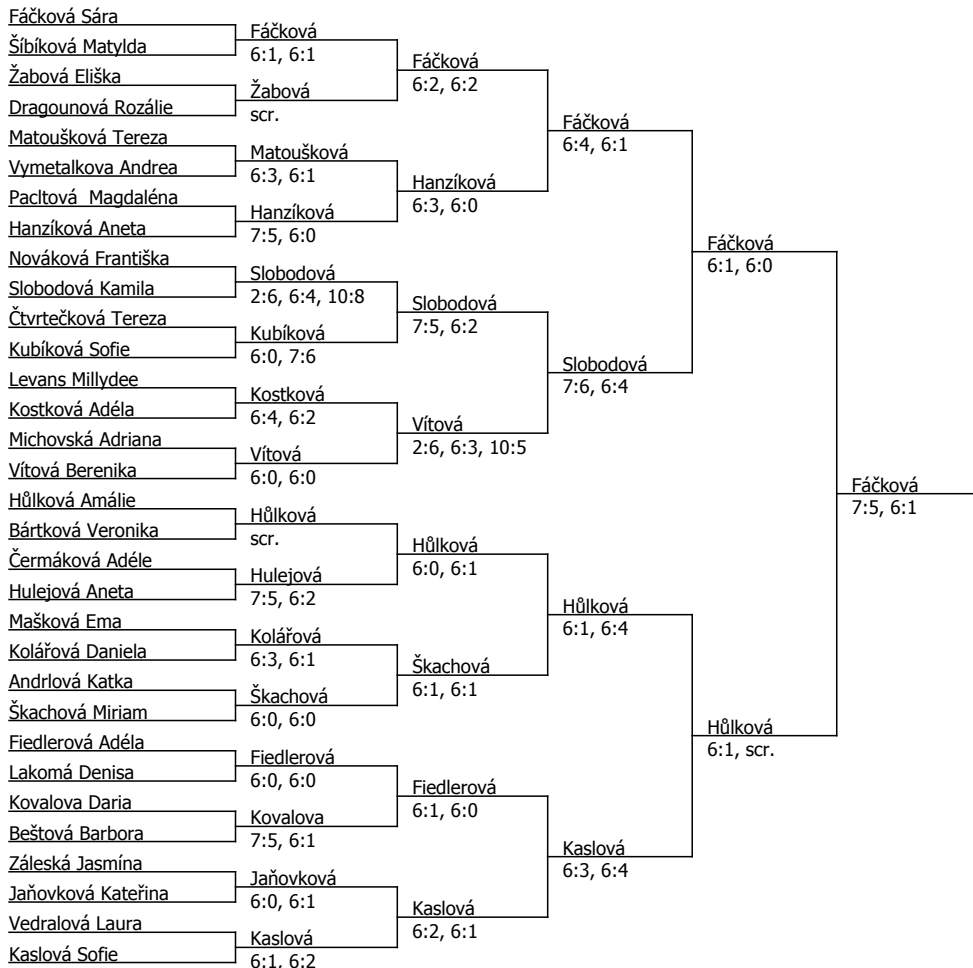 Fáčková Sára
Šíbíková Matylda
Žabová Eliška
Dragounová Rozálie
Matoušková Tereza
Vymetalkova Andrea
Pacltová  Magdaléna
Hanzíková Aneta
Nováková Františka
Slobodová Kamila
Čtvrtečková Tereza
Kubíková Sofie
Levans Millydee
Kostková Adéla
Michovská Adriana
Vítová Berenika
Hůlková Amálie
Bártková Veronika
Čermáková Adéle
Hulejová Aneta
Mašková Ema
Kolářová Daniela
Andrlová Katka
Škachová Miriam
Fiedlerová Adéla
Lakomá Denisa
Kovalova Daria
Beštová Barbora
Záleská Jasmína
Jaňovková Kateřina
Vedralová Laura
Kaslová Sofie
Fáčková
6:1, 6:1
Žabová
scr.
Matoušková
6:3, 6:1
Hanzíková
7:5, 6:0
Slobodová
2:6, 6:4, 10:8
Kubíková
6:0, 7:6
Kostková
6:4, 6:2
Vítová
6:0, 6:0
Hůlková
scr.
Hulejová
7:5, 6:2
Kolářová
6:3, 6:1
Škachová
6:0, 6:0
Fiedlerová
6:0, 6:0
Kovalova
7:5, 6:1
Jaňovková
6:0, 6:1
Kaslová
6:1, 6:2
Fáčková
6:2, 6:2
Hanzíková
6:3, 6:0
Slobodová
7:5, 6:2
Vítová
2:6, 6:3, 10:5
Hůlková
6:0, 6:1
Škachová
6:1, 6:1
Fiedlerová
6:1, 6:0
Kaslová
6:2, 6:1
Fáčková
6:4, 6:1
Slobodová
7:6, 6:4
Hůlková
6:1, 6:4
Kaslová
6:3, 6:4
Fáčková
6:1, 6:0
Hůlková
6:1, scr.
Fáčková
7:5, 6:1